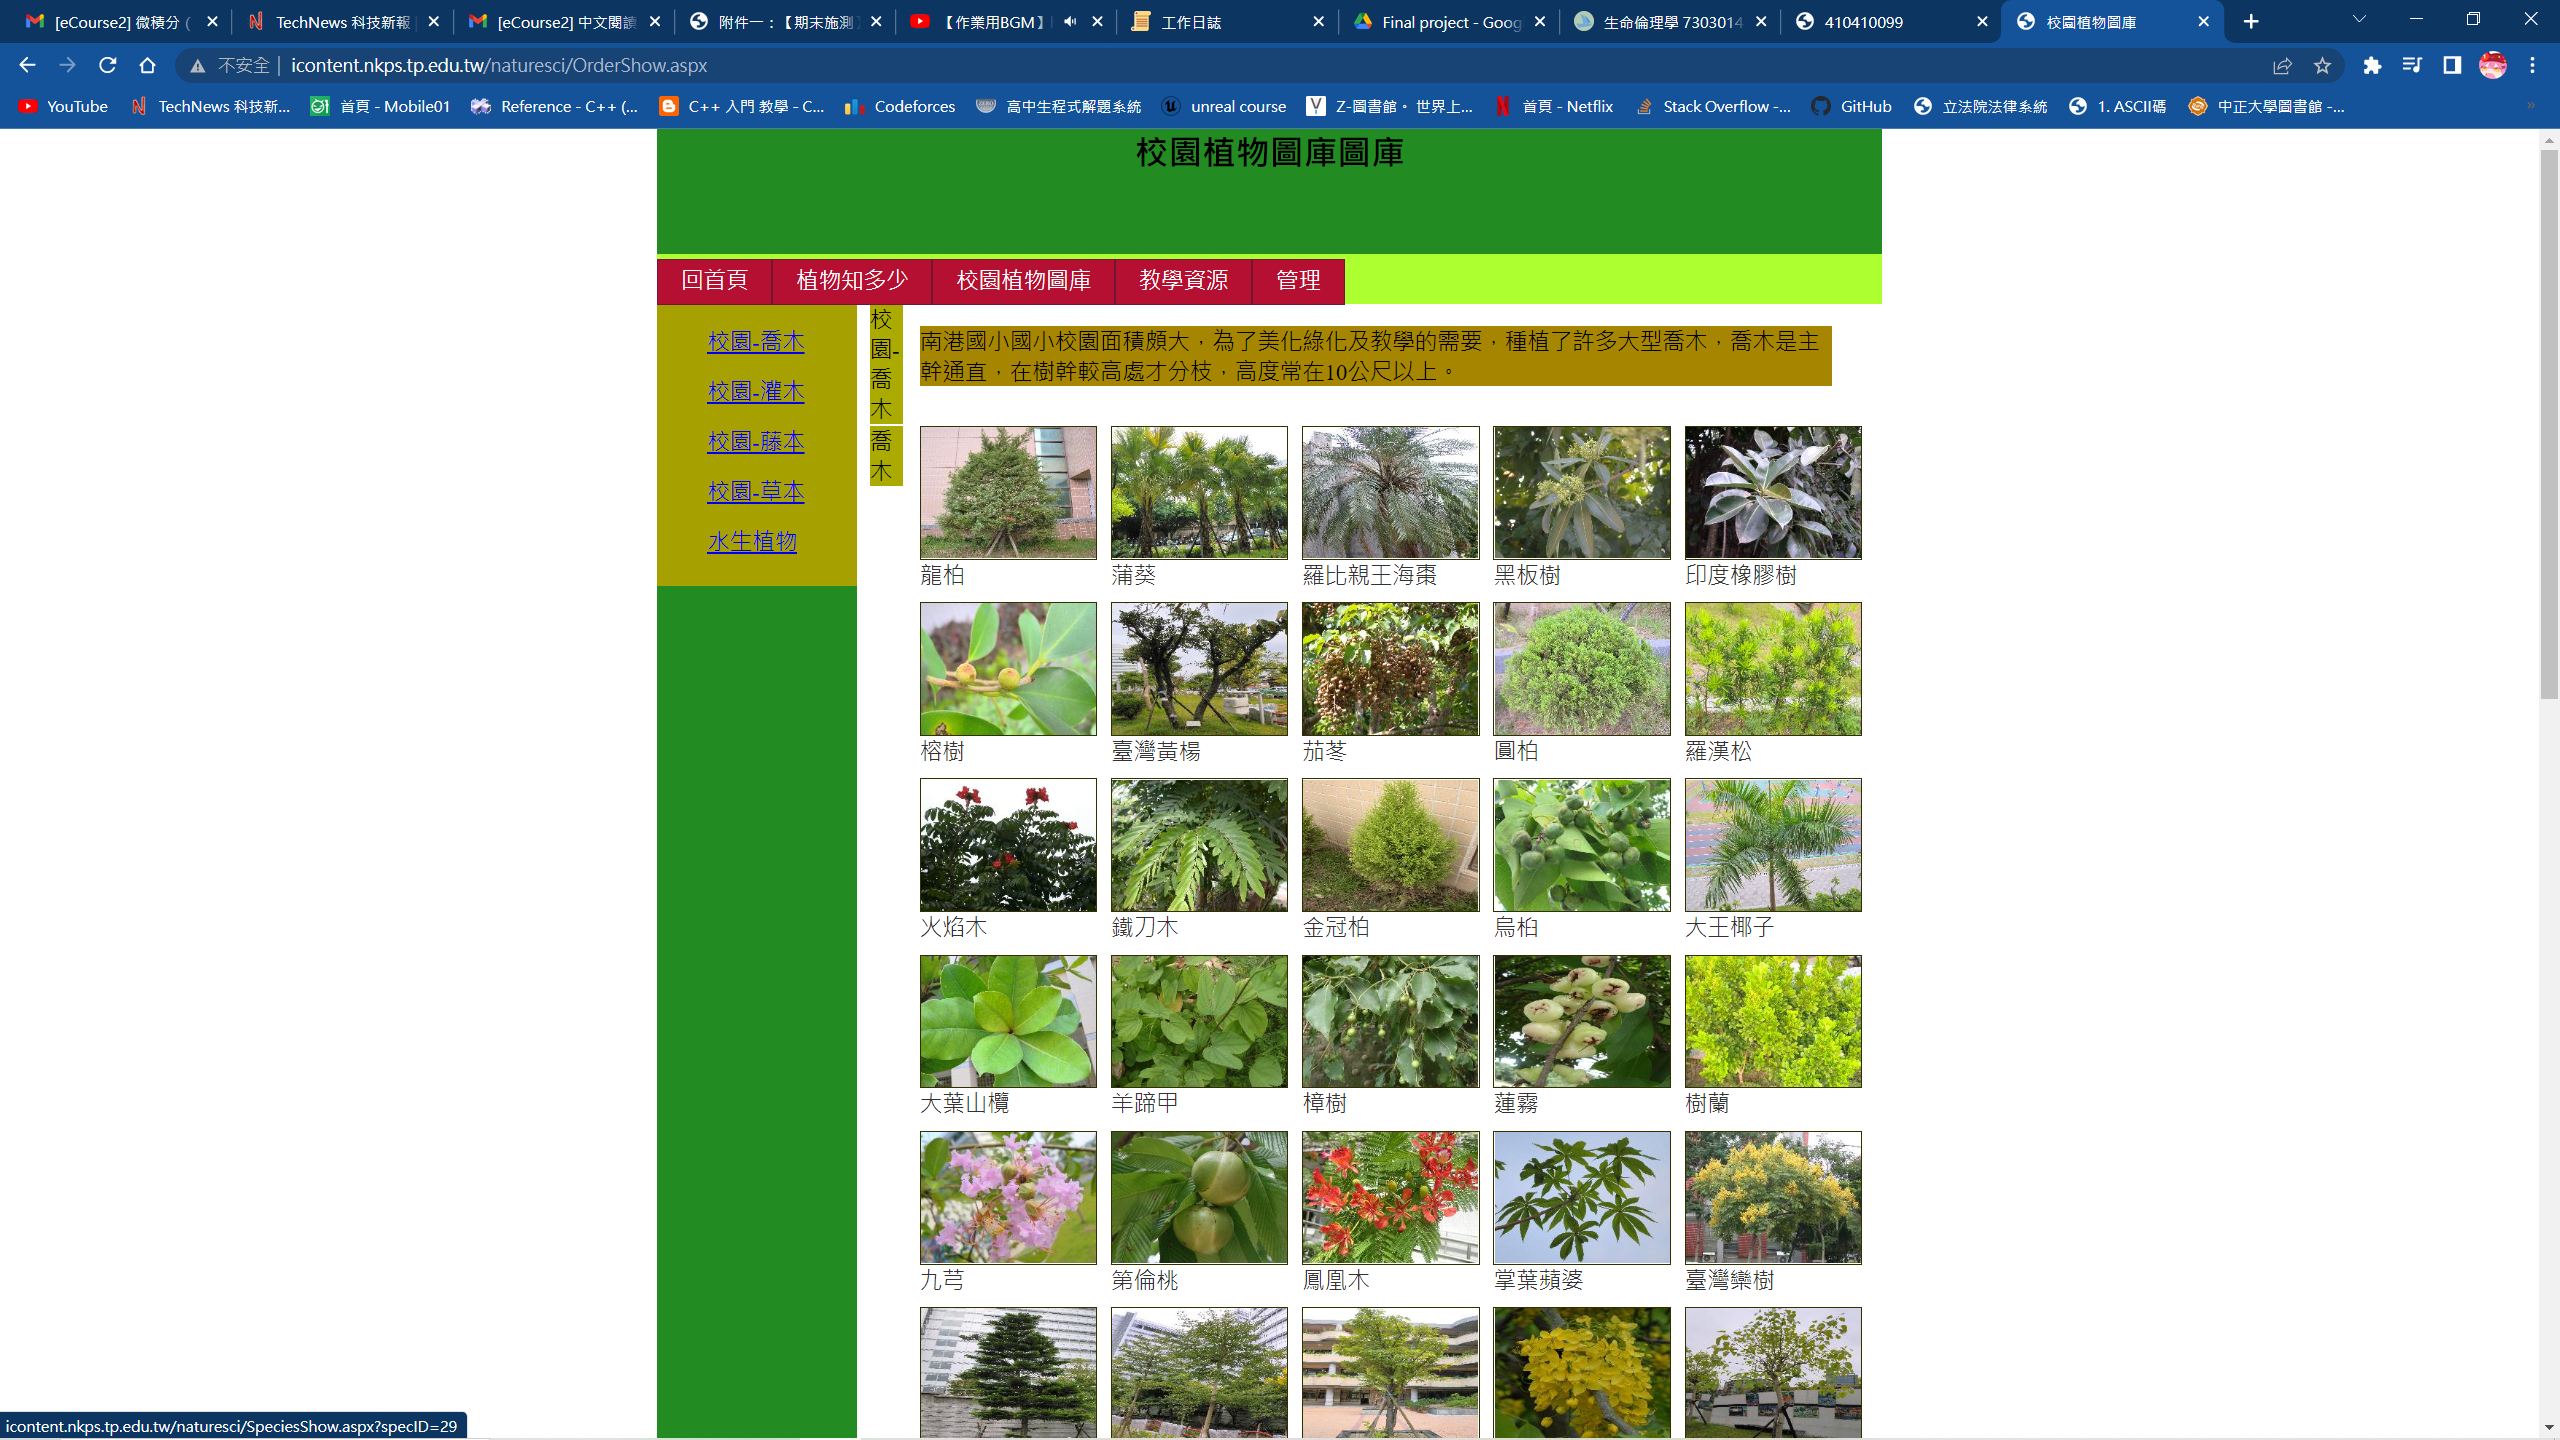 [eCourse2] 微積分 (
TechNews 科技新報
[eCourse2] 中文閱讀
附件一：【期末施測】
【作業用BGM】
工作日誌
Final project - Goog
生命倫理學 7303014
410410099
校園植物圖庫
不安全 | icontent.nkps.tp.edu.tw/naturesci/OrderShow.aspx
YouTube
TechNews 科技新...
首頁 - Mobile01
Reference - C++ (...
C++ 入門 教學 - C...
Codeforces
高中生程式解題系統
unreal course
Z-圖書館。世界上...
首頁 - Netflix
Stack Overflow -...
GitHub
立法院法律系統
1. ASCII碼
中正大學圖書館 -...
校園植物圖庫圖庫
回首頁 植物知多少 校園植物圖庫 教學資源 管理
校園-喬木
校園-灌木
校園-藤本
校園-草本
水生植物
校
園-
喬
木
喬
木
南港國小國小校園面積頗大，為了美化綠化及教學的需要，種植了許多大型喬木，喬木是主
幹通直，在樹幹較高處才分枝，高度常在10公尺以上。
龍柏 蒲葵 羅比親王海棗 黑板樹 印度橡膠樹
榕樹 臺灣黃楊 茄苳 圓柏 羅漢松
火焰木 鐵刀木 金冠柏 烏桕 大王椰子
大葉山欖 羊蹄甲 樟樹 蓮霧 樹蘭
九芎 第倫桃 鳳凰木 掌葉蘋婆 臺灣欒樹
icontent.nkps.tp.edu.tw/naturesci/SpeciesShow.aspx?specID=29